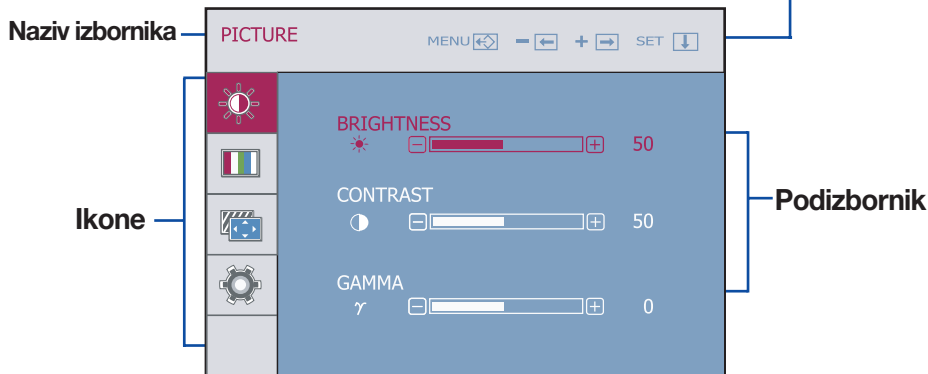 Naziv izbornika
PICTURE MENU - + SET
Ikone
BRIGHTNESS
50
CONTRAST
50
GAMMA
γ 0
Podizbornik